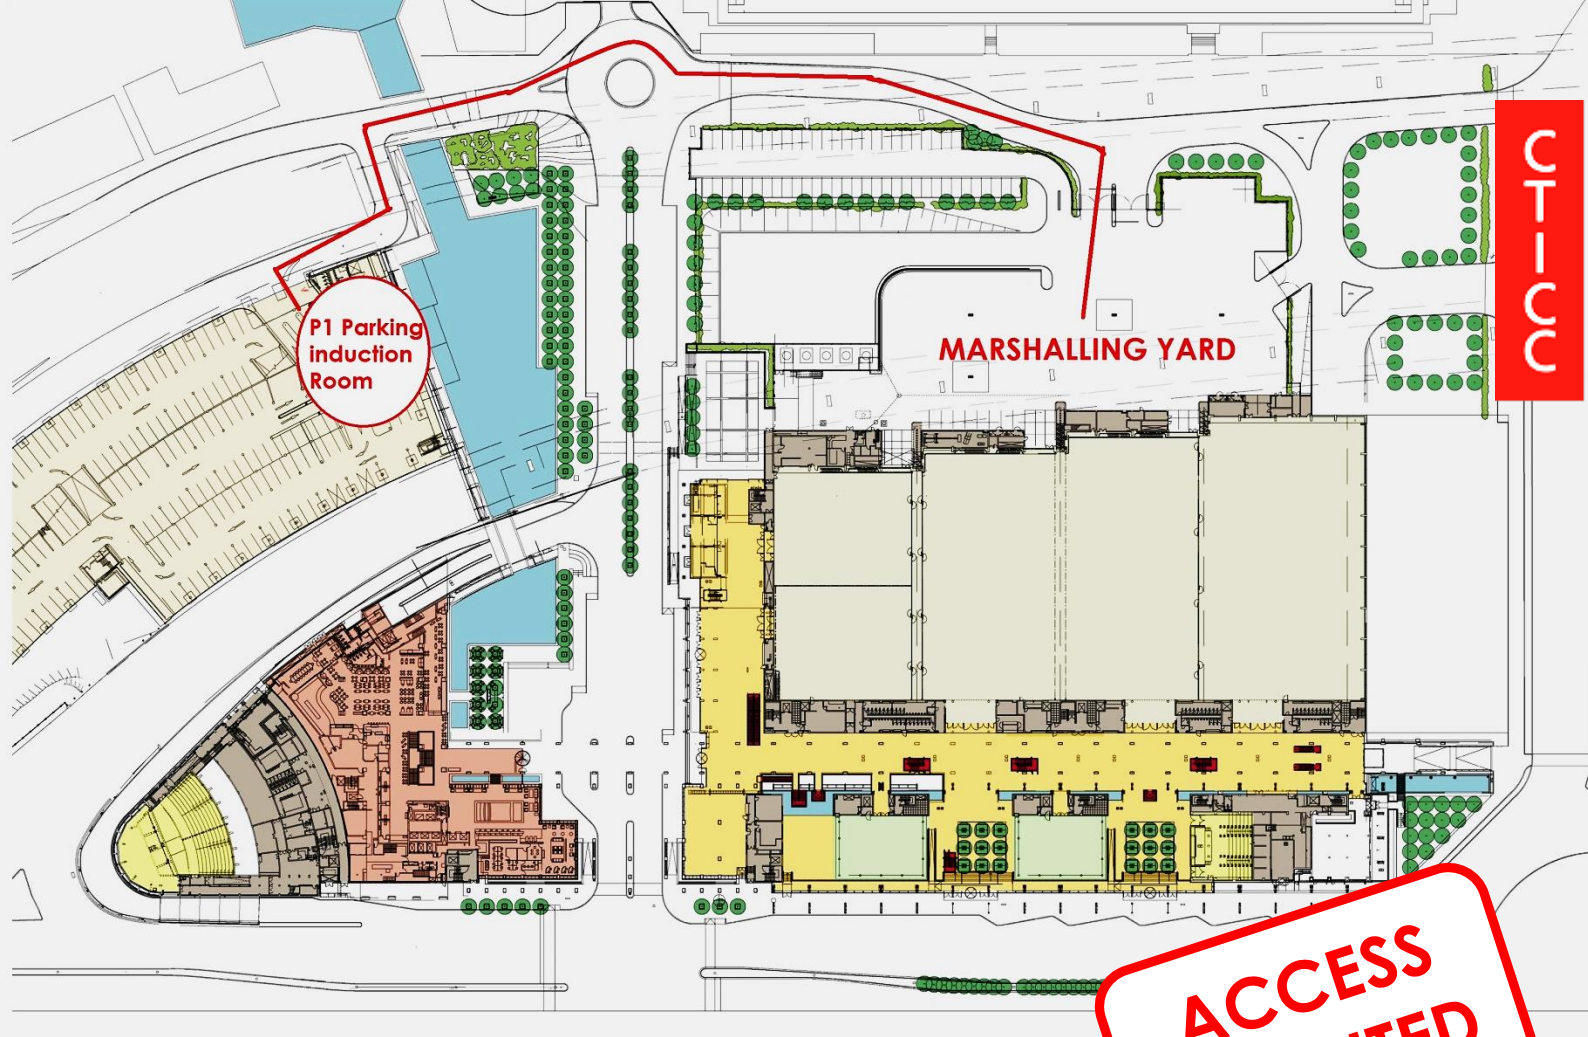 CTICC
P1 Parking
induction
Room
MARSHALLING YARD
ACCESS